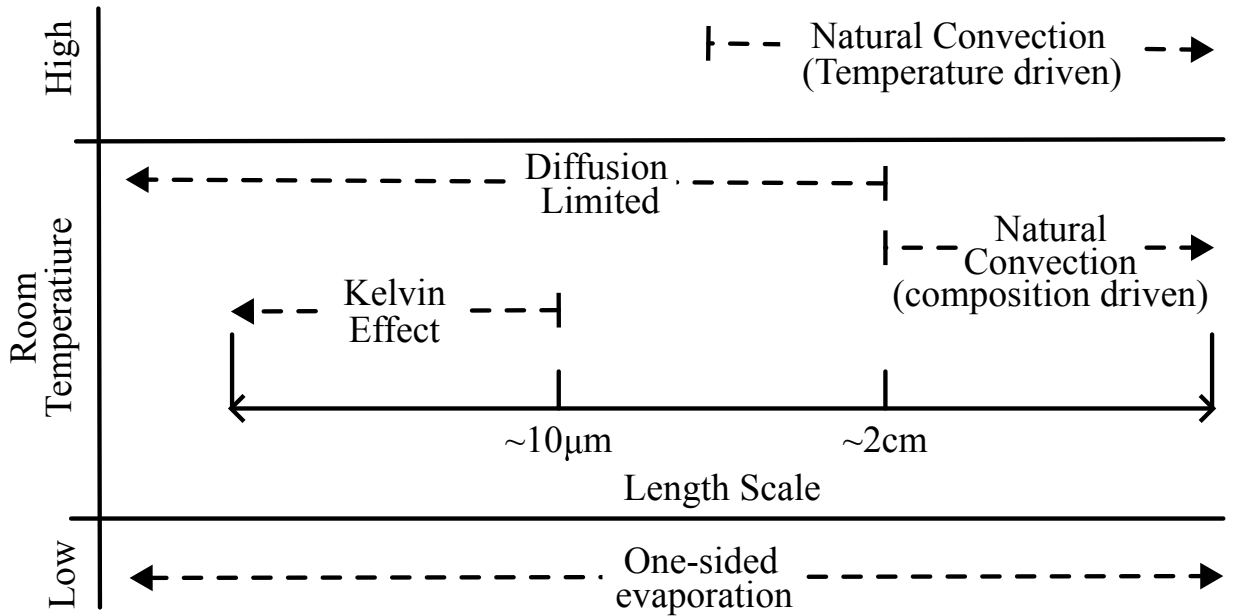 High
Natural Convection
(Temperature driven)
Room
Temperatiure
Diffusion
Limited
Natural
Convection
(composition driven)
Kelvin
Effect
~10μm
~2cm
Length Scale
Low
One-sided
evaporation